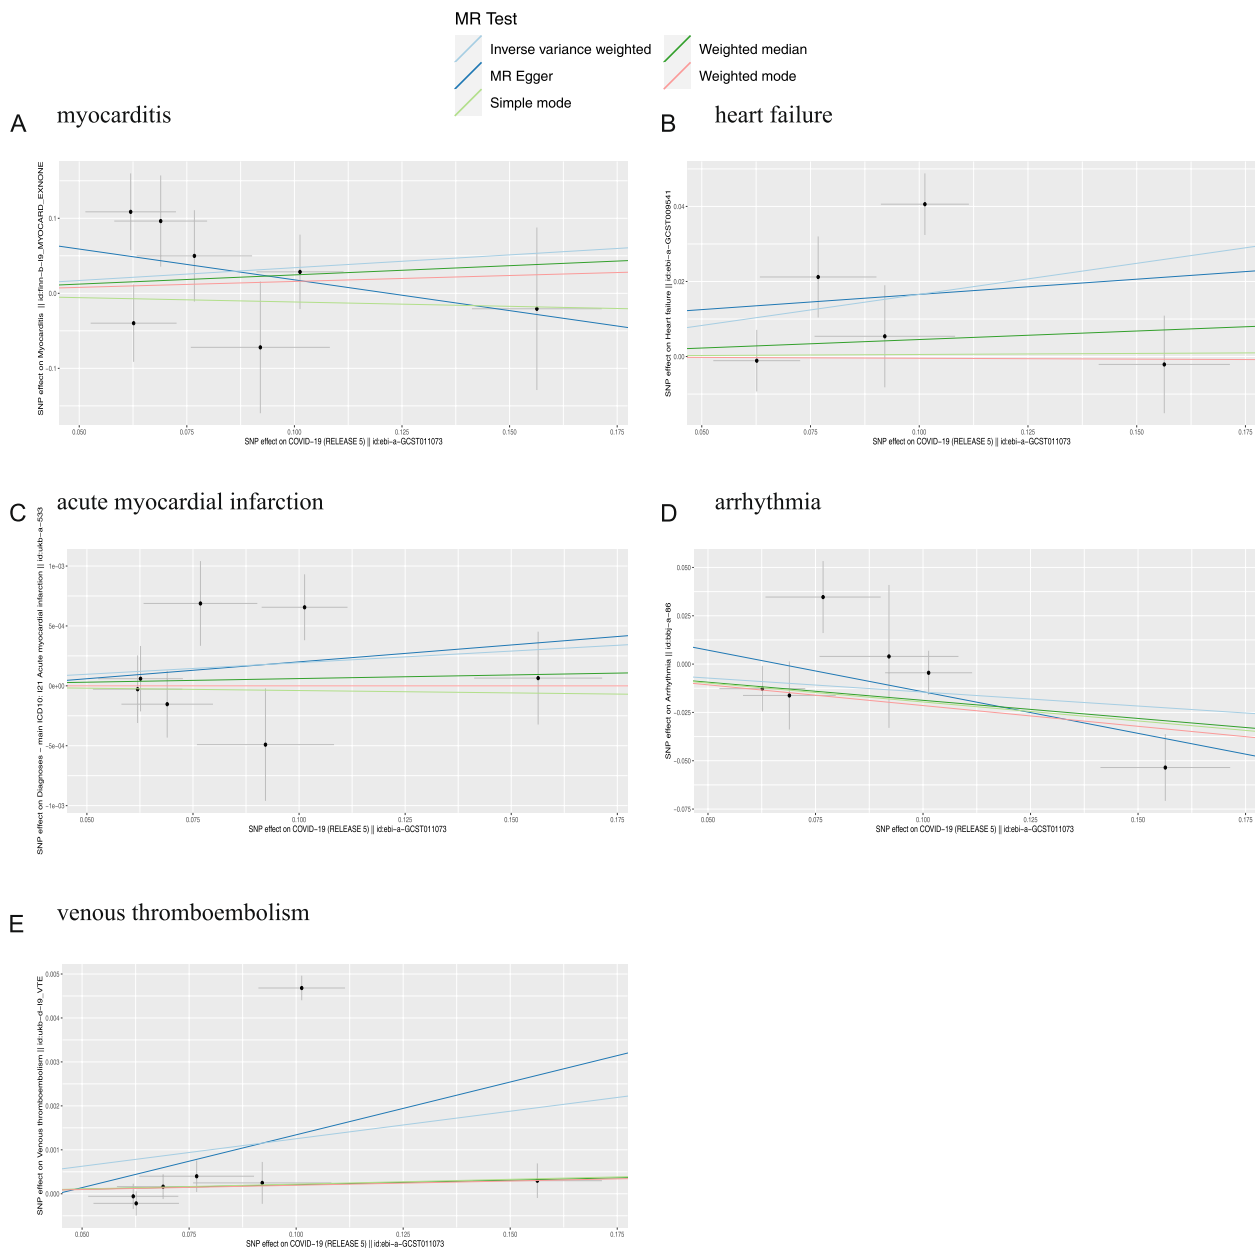 MR Test
Inverse variance weighted
Weighted median
MR Egger
Weighted mode
Simple mode
A
myocarditis
SNP effect on Myocarditis || id:finn-b-I9_MYOCARD_EXNONE
0.1
0.0
-0.1
0.050
0.075
0.100
0.125
0.150
0.175
SNP effect on COVID-19 (RELEASE 5) || id:ebi-a-GCST011073
B
heart failure
SNP effect on Heart failure || id:ebi-a-GCST009541
0.04
0.02
0.00
0.050
0.075
0.100
0.125
0.150
0.175
SNP effect on COVID-19 (RELEASE 5) || id:ebi-a-GCST011073
C
acute myocardial infarction
SNP effect on Diagnoses - main ICD10: I21 Acute myocardial infarction || id:ukb-a-533
1e-03
5e-04
0e+00
-5e-04
-1e-03
0.050
0.075
0.100
0.125
0.150
0.175
SNP effect on COVID-19 (RELEASE 5) || id:ebi-a-GCST011073
D
arrhythmia
SNP effect on Arrhythmia || id:bbj-a-86
0.050
0.025
0.000
-0.025
-0.050
-0.075
0.050
0.075
0.100
0.125
0.150
0.175
SNP effect on COVID-19 (RELEASE 5) || id:ebi-a-GCST011073
E
venous thromboembolism
SNP effect on Venous thromboembolism || id:ukb-d-I9_VTE
0.005
0.004
0.003
0.002
0.001
0.000
0.050
0.075
0.100
0.125
0.150
0.175
SNP effect on COVID-19 (RELEASE 5) || id:ebi-a-GCST011073